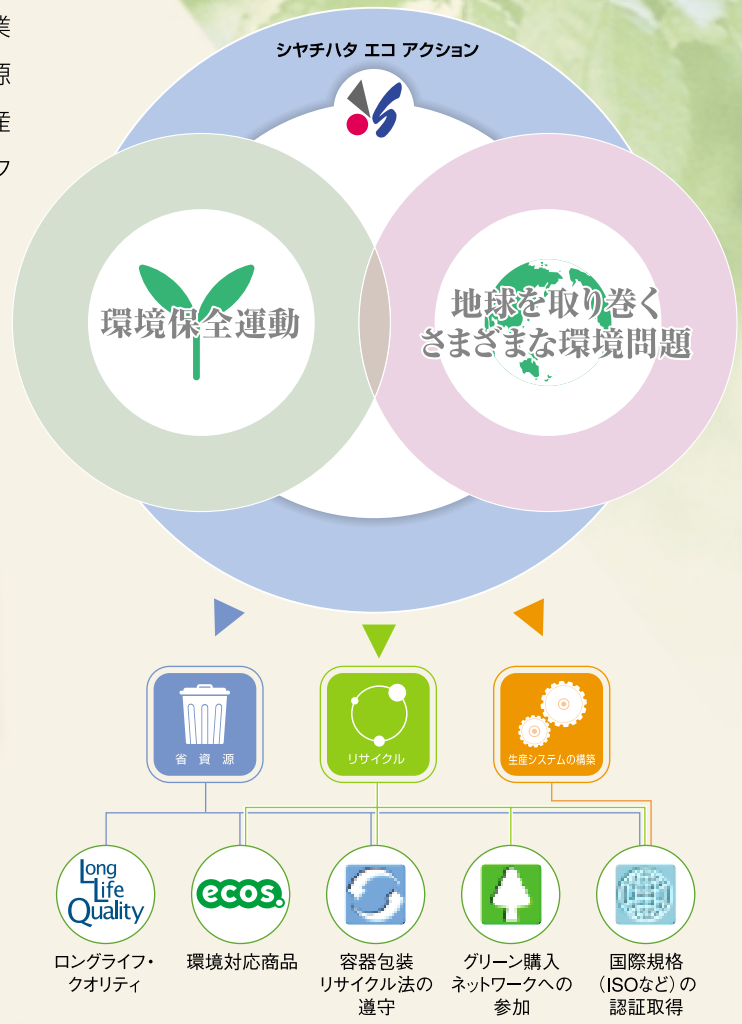 業
源
産
シヤチハタ エコ アクション
環境保全運動
地球を取り巻く
さまざまな環境問題
省資源
リサイクル
生産システムの構築
Long
Life
Quality
ecos.
ロングライフ・
クオリティ
環境対応商品
容器包装
リサイクル法の
遵守
グリーン購入
ネットワークへの
参加
国際規格
（ISOなど）の
認証取得